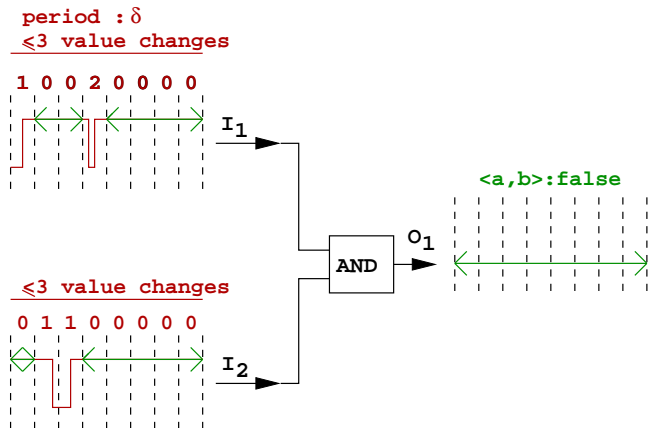 period : δ
⩽3 value changes
1 0 0 2 0 0 0 0
I1
<a,b>:false
O1
AND
⩽3 value changes
0 1 1 0 0 0 0 0
I2